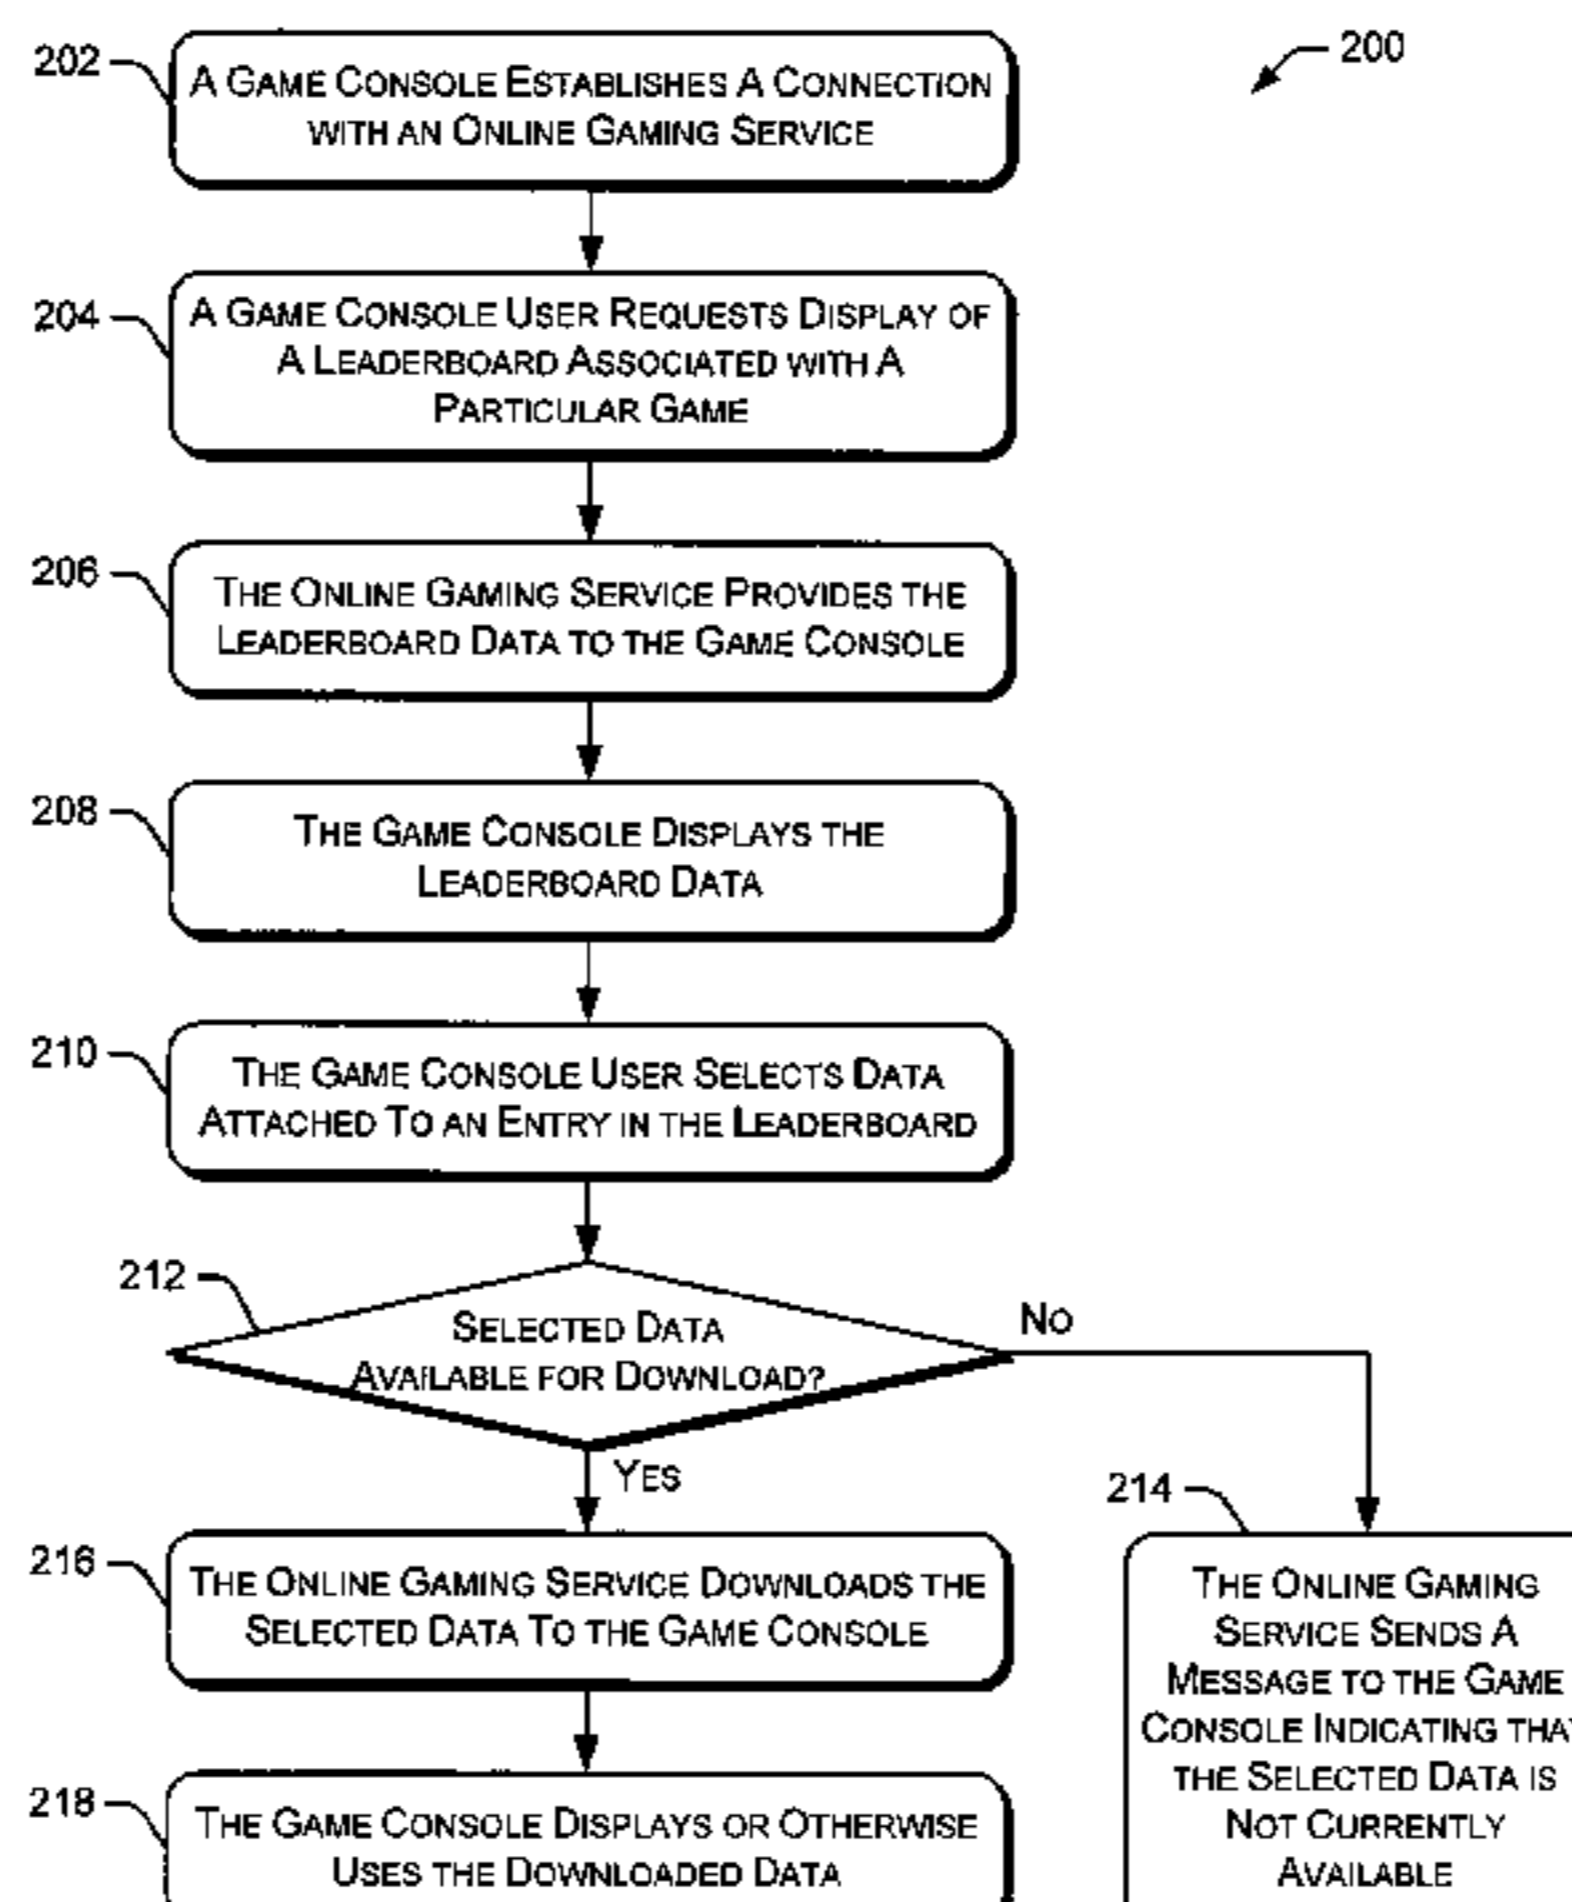 200
202
A GAME CONSOLE ESTABLISHES A CONNECTION
WITH AN ONLINE GAMING SERVICE
204
A GAME CONSOLE USER REQUESTS DISPLAY OF
A LEADERBOARD ASSOCIATED WITH A
PARTICULAR GAME
206
THE ONLINE GAMING SERVICE PROVIDES THE
LEADERBOARD DATA TO THE GAME CONSOLE
208
THE GAME CONSOLE DISPLAYS THE
LEADERBOARD DATA
210
THE GAME CONSOLE USER SELECTS DATA
ATTACHED TO AN ENTRY IN THE LEADERBOARD
212
SELECTED DATA
AVAILABLE FOR DOWNLOAD?
NO
YES
214
THE ONLINE GAMING
SERVICE SENDS A
MESSAGE TO THE GAME
CONSOLE INDICATING THAT
THE SELECTED DATA IS
NOT CURRENTLY
AVAILABLE
216
THE ONLINE GAMING SERVICE DOWNLOADS THE
SELECTED DATA TO THE GAME CONSOLE
218
THE GAME CONSOLE DISPLAYS OR OTHERWISE
USES THE DOWNLOADED DATA